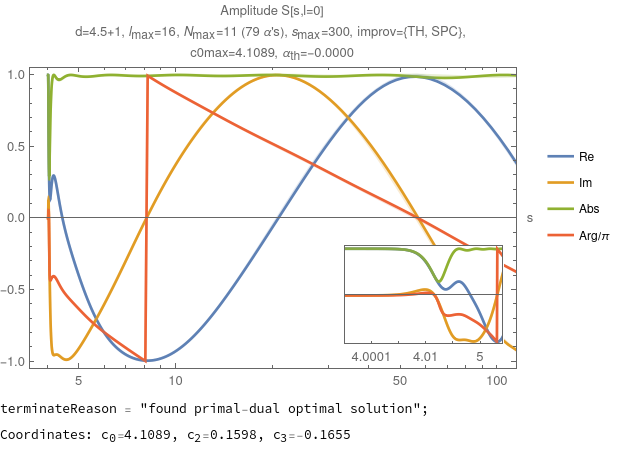 Amplitude S[s,l=0]
d=4.5+1, lmax=16, Nmax=11 (79 α's), smax=300, improv={TH, SPC},
c0max=4.1089, αth=-0.0000
1.0
0.5
0.0
-0.5
-1.0
5
10
50
100
s
Re
Im
Abs
Arg/π
4.0001
4.01
5
terminateReason = "found primal-dual optimal solution";
Coordinates: c0=4.1089, c2=0.1598, c3=-0.1655